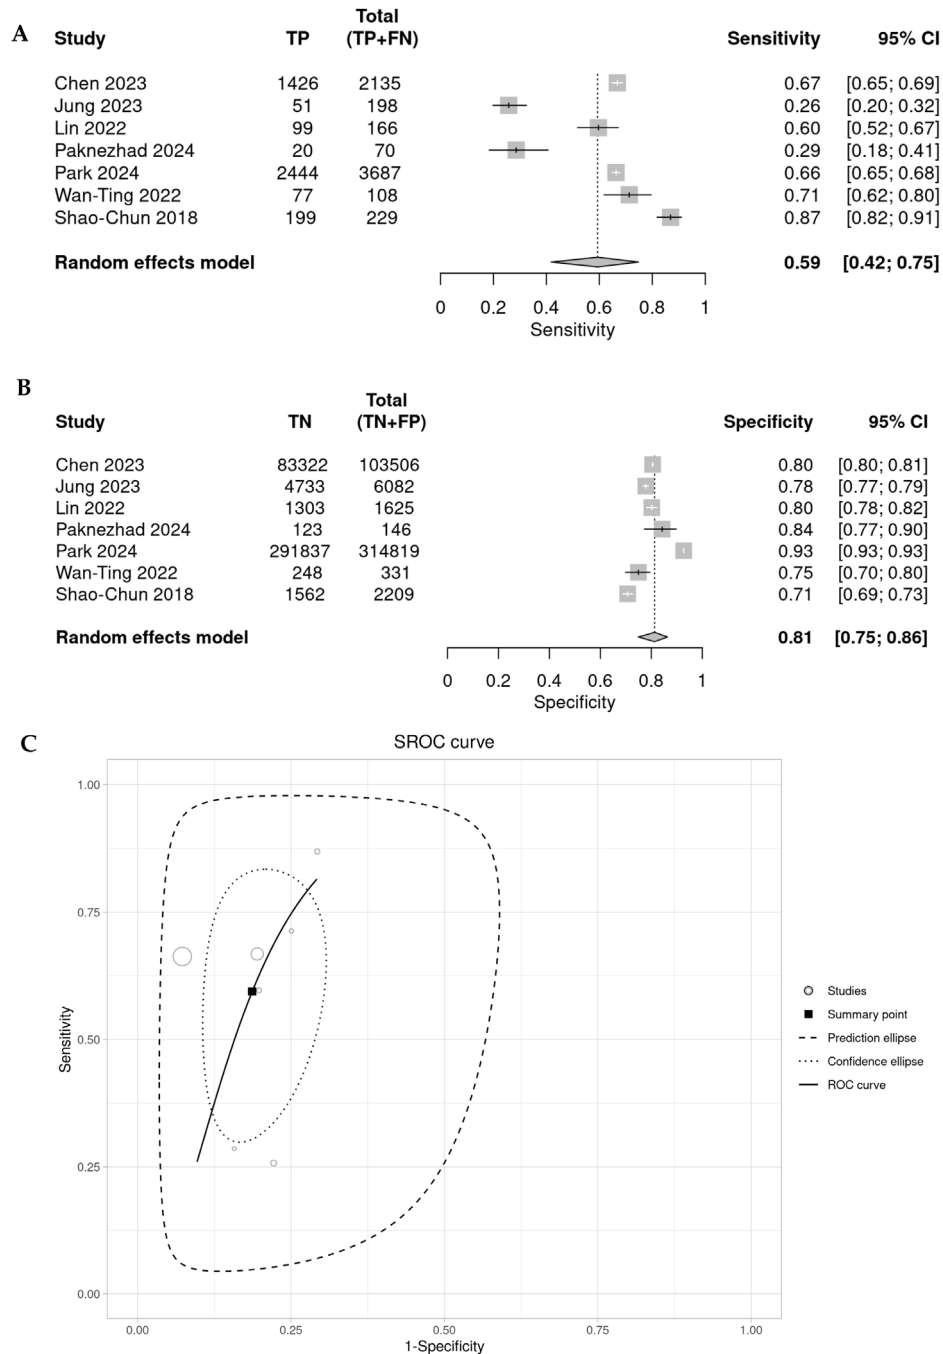 A
Study TP Total (TP+FN) Sensitivity 95% CI
Chen 2023 1426 2135 0.67 [0.65; 0.69]
Jung 2023 51 198 0.26 [0.20; 0.32]
Lin 2022 99 166 0.60 [0.52; 0.67]
Paknezhad 2024 20 70 0.29 [0.18; 0.41]
Park 2024 2444 3687 0.66 [0.65; 0.68]
Wan-Ting 2022 77 108 0.71 [0.62; 0.80]
Shao-Chun 2018 199 229 0.87 [0.82; 0.91]
Random effects model 0.59 [0.42; 0.75]
0 0.2 0.4 0.6 0.8 1
Sensitivity
B
Study TN Total (TN+FP) Specificity 95% CI
Chen 2023 83322 103506 0.80 [0.80; 0.81]
Jung 2023 4733 6082 0.78 [0.77; 0.79]
Lin 2022 1303 1625 0.80 [0.78; 0.82]
Paknezhad 2024 123 146 0.84 [0.77; 0.90]
Park 2024 291837 314819 0.93 [0.93; 0.93]
Wan-Ting 2022 248 331 0.75 [0.70; 0.80]
Shao-Chun 2018 1562 2209 0.71 [0.69; 0.73]
Random effects model 0.81 [0.75; 0.86]
0 0.2 0.4 0.6 0.8 1
Specificity
C
SROC curve
1.00
0.75
0.50
0.25
0.00
Sensitivity
0.00 0.25 0.50 0.75 1.00
1-Specificity
Studies
Summary point
Prediction ellipse
Confidence ellipse
ROC curve